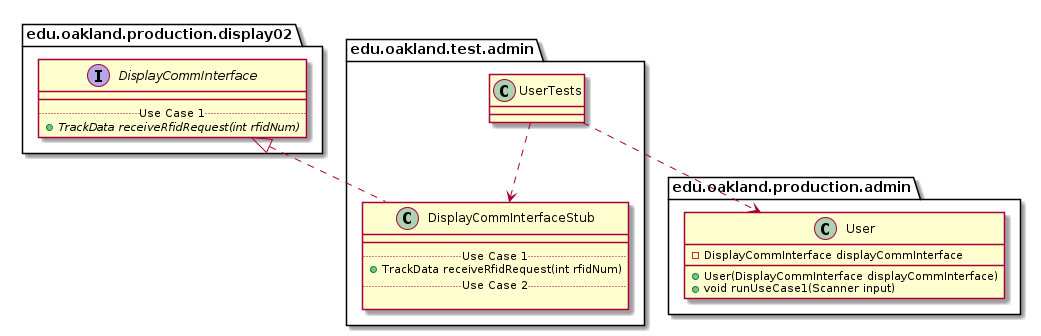 edu.oakland.production.display02
I DisplayCommInterface
Use Case 1
TrackData receiveRfidRequest(int rfidNum)
edu.oakland.test.admin
C UserTests
C DisplayCommInterfaceStub
Use Case 1
TrackData receiveRfidRequest(int rfidNum)
Use Case 2
edu.oakland.production.admin
C User
DisplayCommInterface displayCommInterface
User(DisplayCommInterface displayCommInterface)
void runUseCase1(Scanner input)